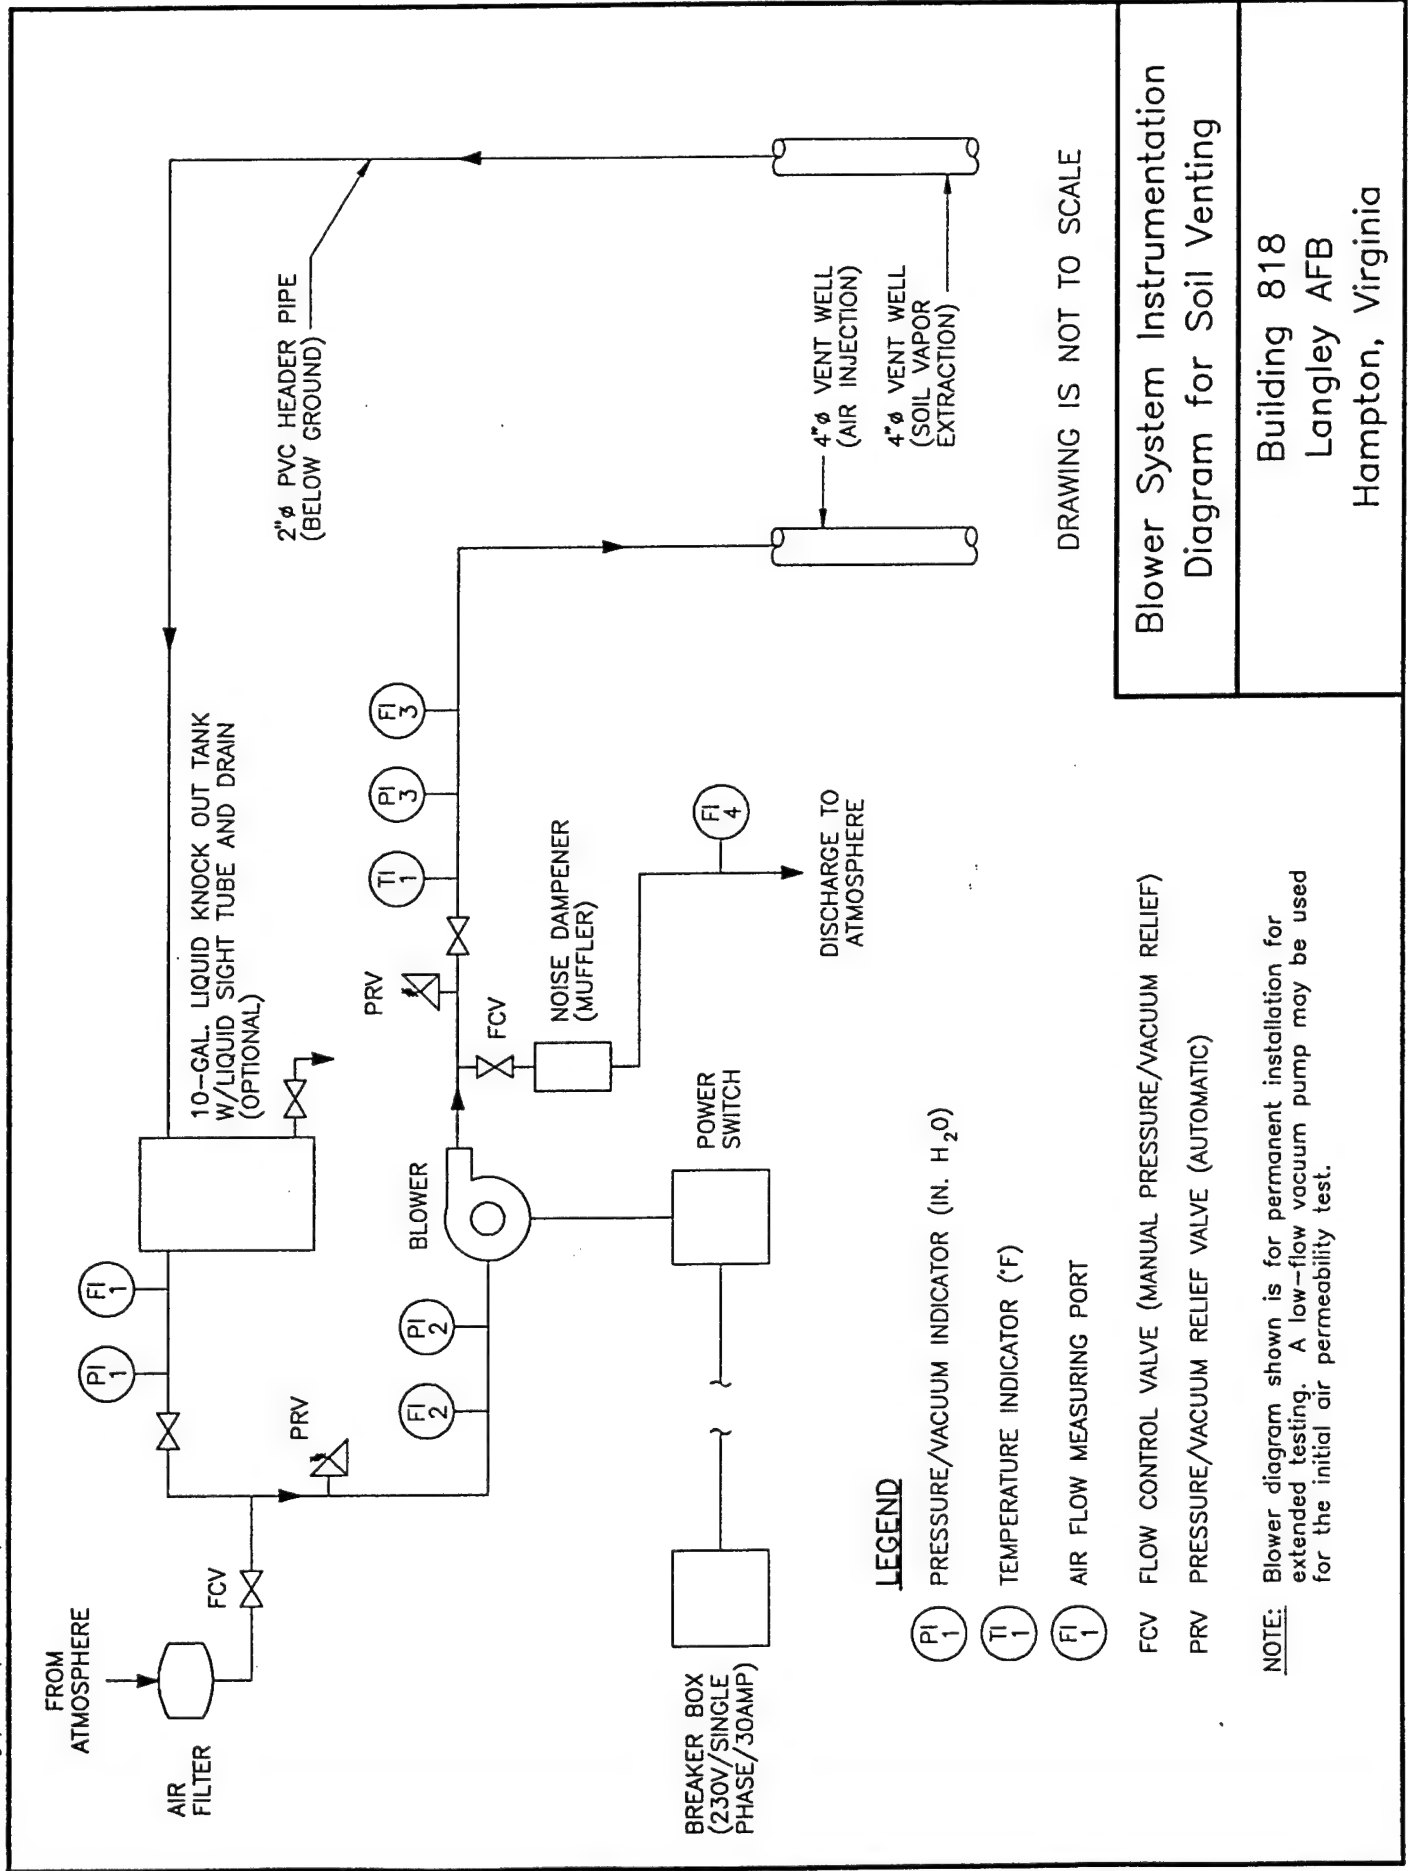 FROM
ATMOSPHERE
AIR
FILTER
FCV
PI
1
FI
1
10-GAL. LIQUID KNOCK OUT TANK
W/LIQUID SIGHT TUBE AND DRAIN
(OPTIONAL)
2"ø PVC HEADER PIPE
(BELOW GROUND)
PRV
FI
2
PI
2
BLOWER
PRV
FCV
TI
1
PI
3
FI
3
NOISE DAMPENER
(MUFFLER)
FI
4
DISCHARGE TO
ATMOSPHERE
4"ø VENT WELL
(AIR INJECTION)
4"ø VENT WELL
(SOIL VAPOR
EXTRACTION)
POWER
SWITCH
BREAKER BOX
(230V/SINGLE
PHASE/30AMP)
DRAWING IS NOT TO SCALE
LEGEND
PI
1
PRESSURE/VACUUM INDICATOR (IN. H₂O)
TI
1
TEMPERATURE INDICATOR (°F)
FI
1
AIR FLOW MEASURING PORT
FCV FLOW CONTROL VALVE (MANUAL PRESSURE/VACUUM RELIEF)
PRV PRESSURE/VACUUM RELIEF VALVE (AUTOMATIC)
NOTE: Blower diagram shown is for permanent installation for
extended testing. A low-flow vacuum pump may be used
for the initial air permeability test.
Blower System Instrumentation
Diagram for Soil Venting
Building 818
Langley AFB
Hampton, Virginia